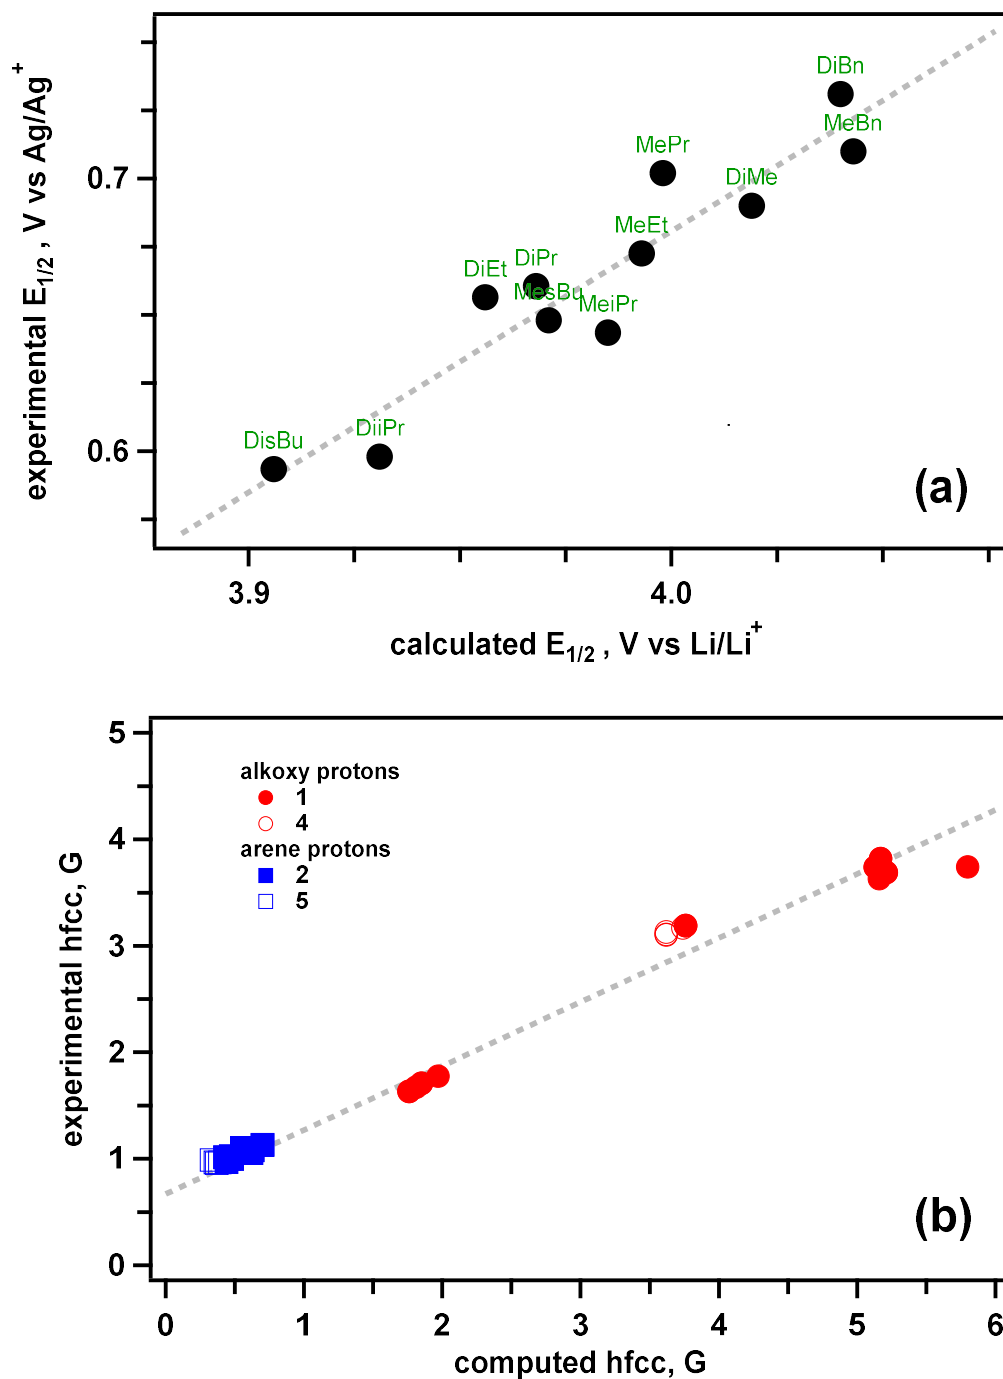 experimental E1/2 , V vs Ag/Ag+
0.7
0.6
DiBn
MeBn
MePr
DiMe
MeEt
DiPr
DiEt
MesBu
MeiPr
DisBu
DiiPr
(a)
3.9
4.0
calculated E1/2 , V vs Li/Li+
experimental hfcc, G
5
4
3
2
1
0
alkoxy protons
1
4
arene protons
2
5
(b)
0
1
2
3
4
5
6
computed hfcc, G